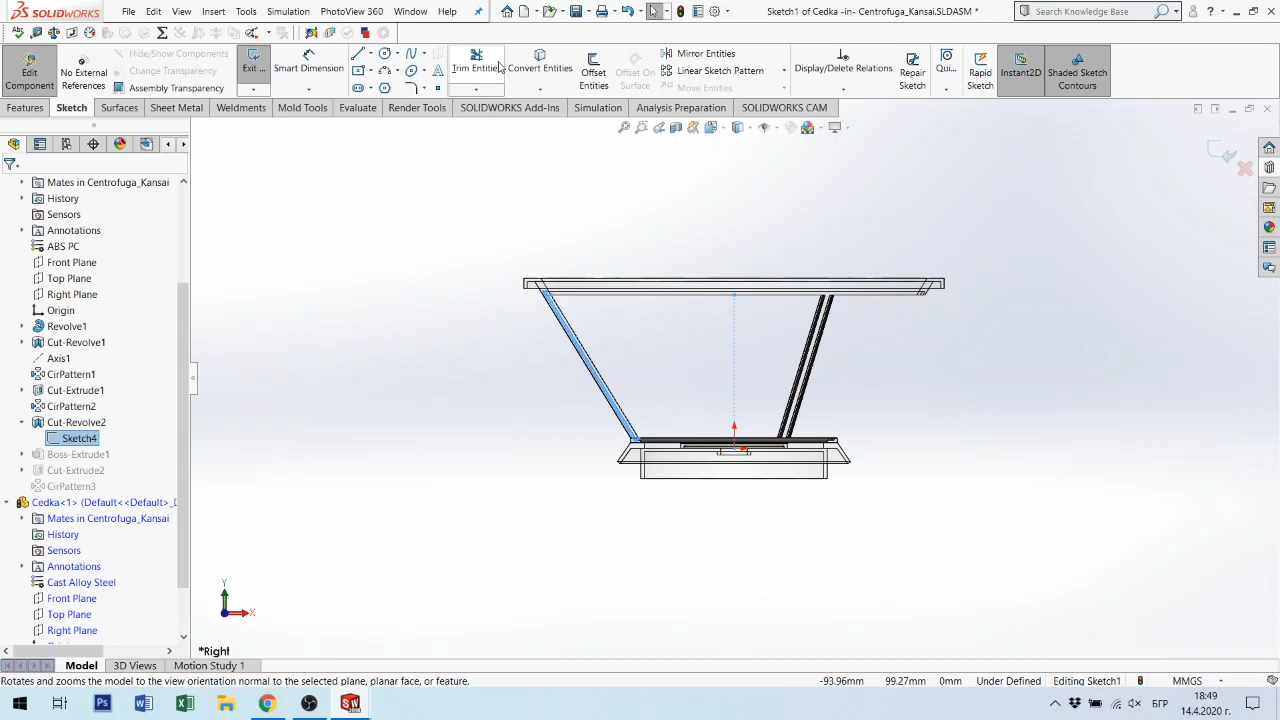 SOLIDWORKS File Edit View Insert Tools Simulation PhotoView 360 Window Help Sketch1 of Cedka -in- Centrofuga_Kansai.SLDASM * Search Knowledge Base
Hide/Show Components Mirror Entities
Edit Component No External References Change Transparency Exit ... Smart Dimension Trim Entities Convert Entities Offset Entities Offset On Surface Linear Sketch Pattern Display/Delete Relations Repair Sketch Qui... Rapid Sketch Instant2D Shaded Sketch Contours
Assembly Transparency Move Entities
Features Sketch Surfaces Sheet Metal Weldments Mold Tools Evaluate Render Tools SOLIDWORKS Add-Ins Simulation Analysis Preparation SOLIDWORKS CAM
Mates in Centrofuga_Kansai
History
Sensors
Annotations
ABS PC
Front Plane
Top Plane
Right Plane
Origin
Revolve1
Cut-Revolve1
Axis1
CirPattern1
Cut-Extrude1
CirPattern2
Cut-Revolve2
Sketch4
Boss-Extrude1
Cut-Extrude2
CirPattern3
Cedka<1> (Default<<Default>_D
Mates in Centrofuga_Kansai
History
Sensors
Annotations
Cast Alloy Steel
Front Plane
Top Plane
Right Plane
Y
X
*Right
Model 3D Views Motion Study 1
Rotates and zooms the model to the view orientation normal to the selected plane, planar face, or feature. -93.96mm 99.27mm 0mm Under Defined Editing Sketch1 MMGS
БГР 18:49
14.4.2020 г.